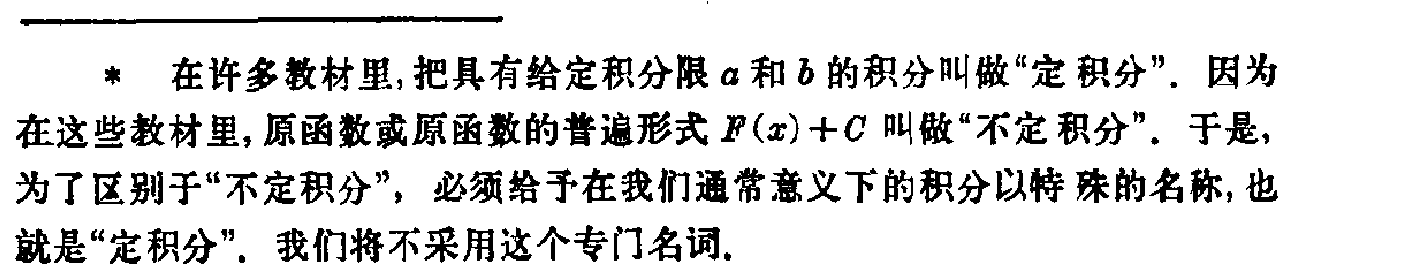 * 在许多教材里,把具有给定积分限 a 和 b 的积分叫做“定积分”. 因为
在这些教材里,原函数或原函数的普遍形式 F(x)+C 叫做“不定积分”. 于是,
为了区别于“不定积分”, 必须给予在我们通常意义下的积分以特殊的名称,也
就是“定积分”. 我们将不采用这个专门名词.